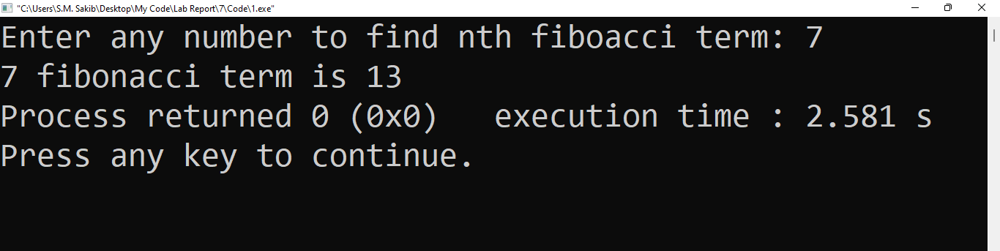 "C:\Users\S.M. Sakib\Desktop\My Code\Lab Report\7\Code\1.exe"
Enter any number to find nth fiboacci term: 7
7 fibonacci term is 13
Process returned 0 (0x0)   execution time : 2.581 s
Press any key to continue.